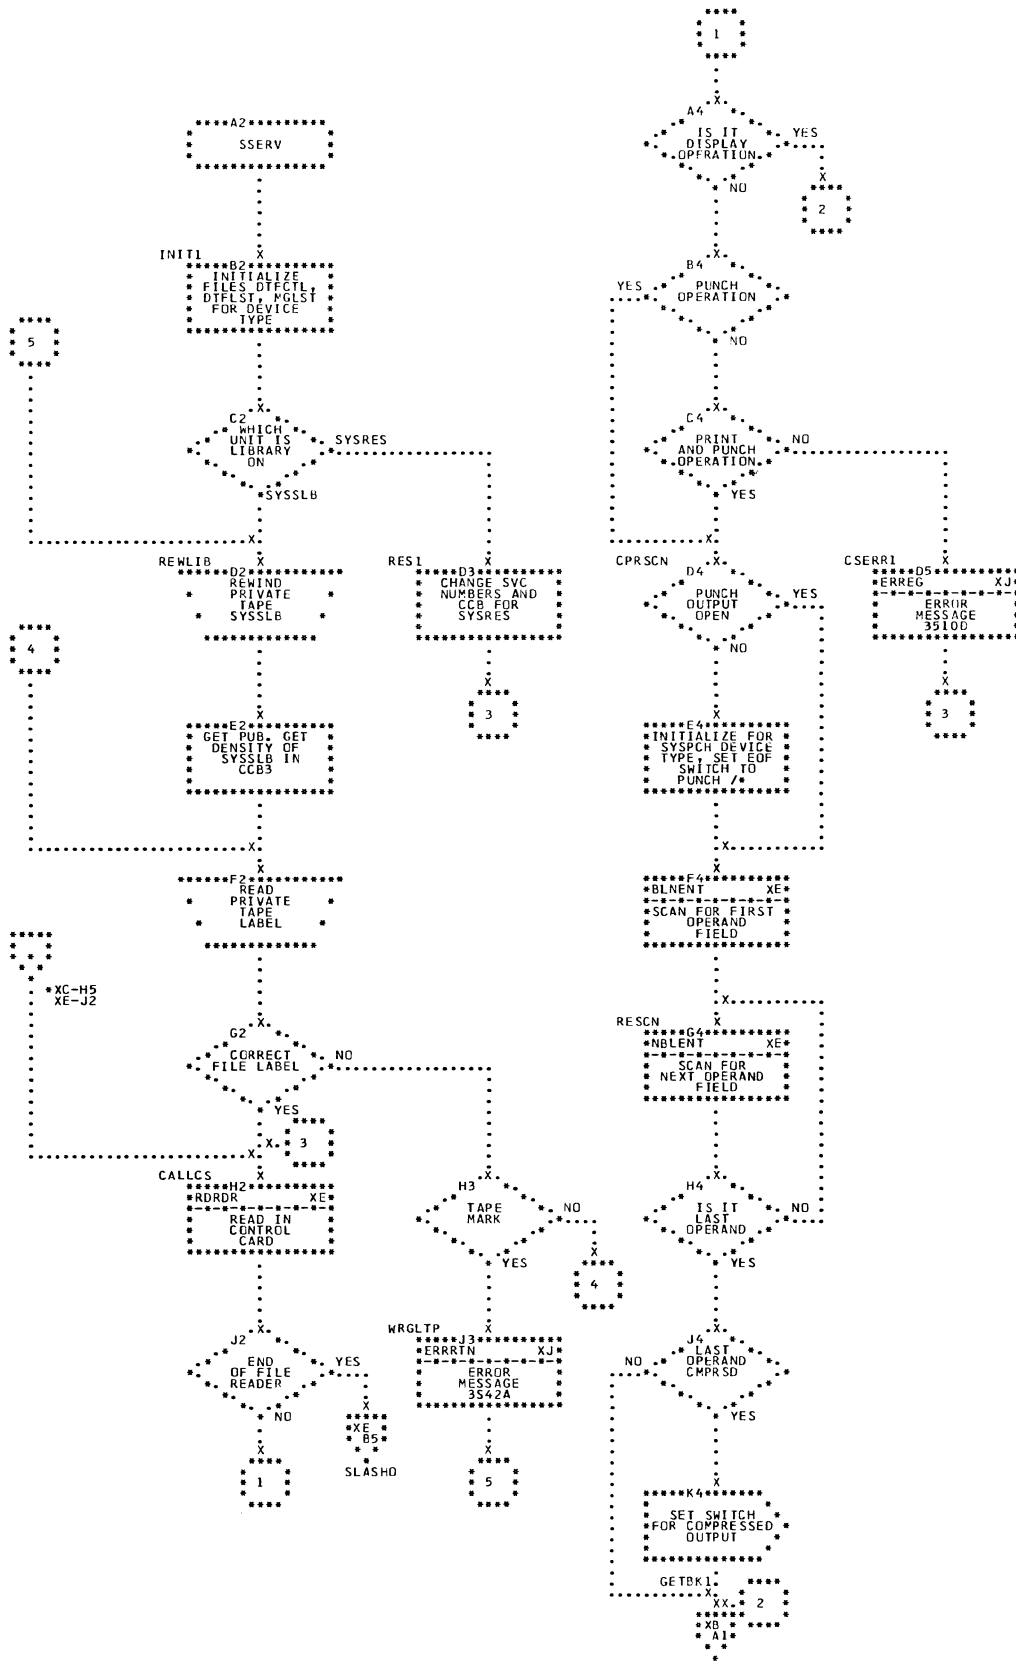 1
A4
IS IT
DISPLAY
OPERATION
YES
NO
2
A2
SSERV
INIT1
B2
INITIALIZE
FILES DTFCTL,
DTFLST, MGLST
FOR DEVICE
TYPE
B4
YES
PUNCH
OPERATION
NO
5
C2
WHICH
UNIT IS
LIBRARY
ON
SYSRES
SYSSLB
C4
PRINT
AND PUNCH
OPERATION
NO
YES
REWLIB
D2
REWIND
PRIVATE
TAPE
SYSSLB
RES1
D3
CHANGE SVC
NUMBERS AND
CCB FOR
SYSRES
3
CPRSCN
D4
PUNCH
OUTPUT
OPEN
YES
NO
CSERR1
D5
ERREG XJ
ERROR
MESSAGE
3510D
3
4
E2
GET PUB. GET
DENSITY OF
SYSSLB IN
CCB3
E4
INITIALIZE FOR
SYSPCH DEVICE
TYPE, SET EOF
SWITCH TO
PUNCH /*
F2
READ
PRIVATE
TAPE
LABEL
F4
BLNENT XE
SCAN FOR FIRST
OPERAND
FIELD
*XC-H5
XE-J2
G2
CORRECT
FILE LABEL
NO
YES
3
RESCN
G4
NBLENT XE
SCAN FOR
NEXT OPERAND
FIELD
CALLCS
H2
RDRDR XE
READ IN
CONTROL
CARD
H3
TAPE
MARK
NO
YES
4
H4
IS IT
LAST
OPERAND
NO
YES
J2
END
OF FILE
READER
YES
NO
XE
B5
SLASHO
1
WRGLTP
J3
ERRRTN XJ
ERROR
MESSAGE
3S42A
5
J4
LAST
OPERAND
CMPRSD
NO
YES
K4
SET SWITCH
FOR COMPRESSED
OUTPUT
GETBK1
2
XB
A1